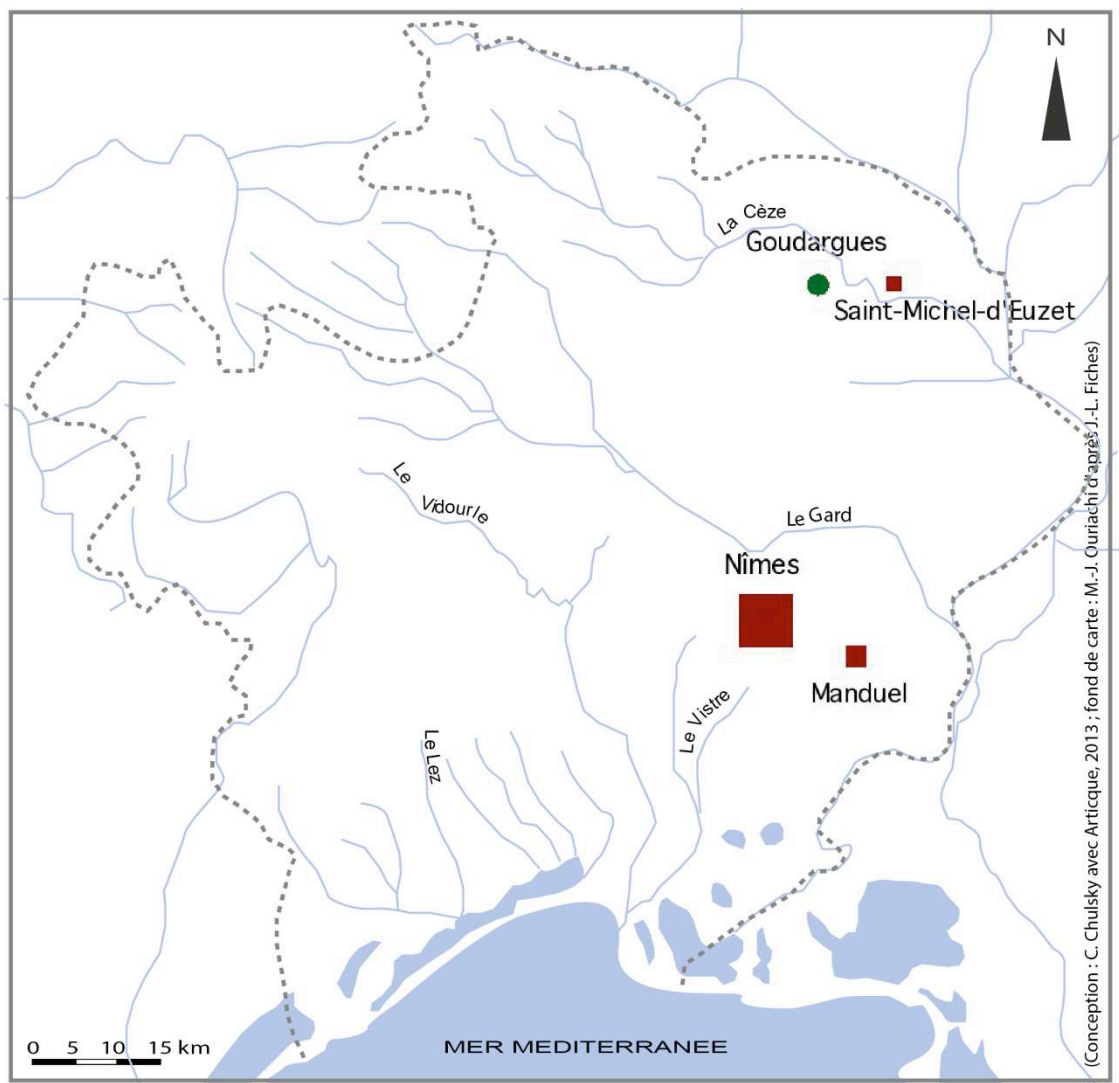 N
La Cèze
Goudargues
Saint-Michel-d'Euzet
Le Vidourle
Le Gard
Nîmes
Manduel
Le Vistre
Le Lez
0 5 10 15 km
MER MEDITERRANEE
(Conception : C. Chulsky avec Articque, 2013 ; fond de carte : M.-J. Ouriachi d'après J.-L. Fiches)